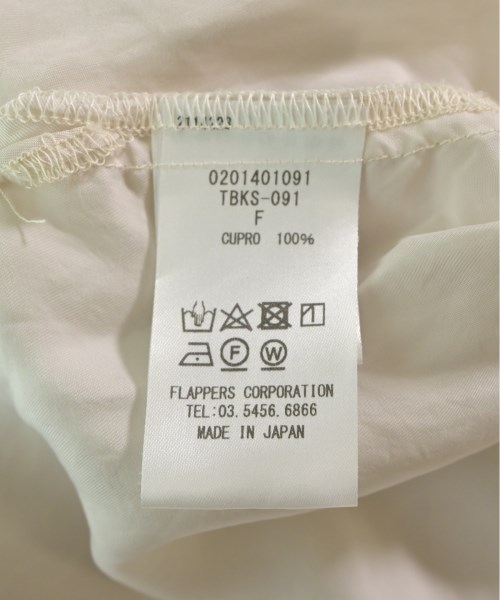 0201401091
TBKS-091
F
CUPRO 100%
F W
FLAPPERS CORPORATION
TEL:03.5456.6866
MADE IN JAPAN